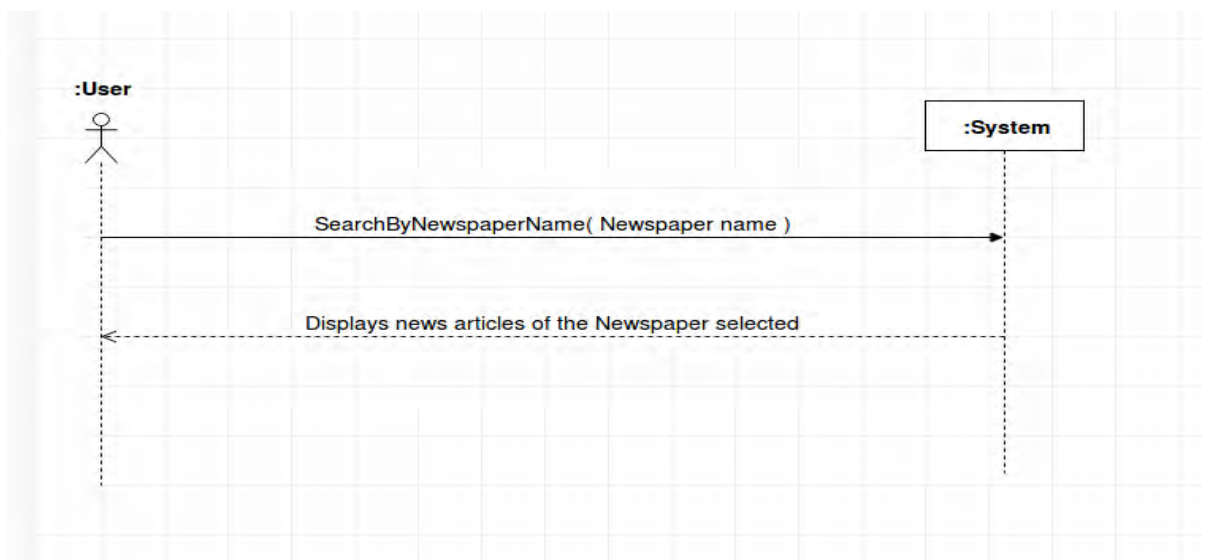 :User
:System
SearchByNewspaperName( Newspaper name )
Displays news articles of the Newspaper selected